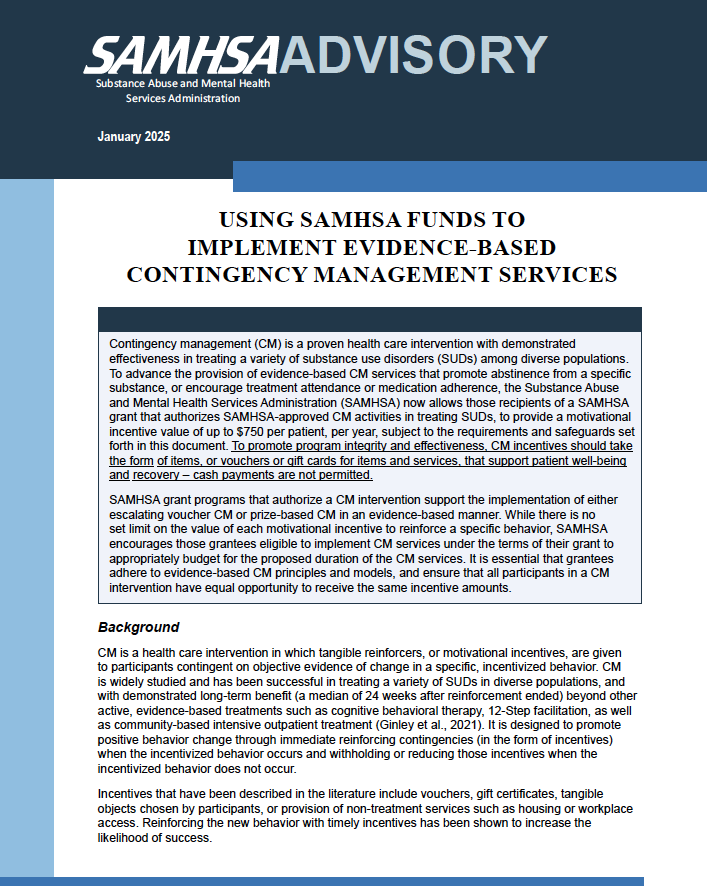 SAMHSA ADVISORY
Substance Abuse and Mental Health
Services Administration
January 2025
USING SAMHSA FUNDS TO
IMPLEMENT EVIDENCE-BASED
CONTINGENCY MANAGEMENT SERVICES
Contingency management (CM) is a proven health care intervention with demonstrated
effectiveness in treating a variety of substance use disorders (SUDs) among diverse populations.
To advance the provision of evidence-based CM services that promote abstinence from a specific
substance, or encourage treatment attendance or medication adherence, the Substance Abuse
and Mental Health Services Administration (SAMHSA) now allows those recipients of a SAMHSA
grant that authorizes SAMHSA-approved CM activities in treating SUDs, to provide a motivational
incentive value of up to $750 per patient, per year, subject to the requirements and safeguards set
forth in this document. To promote program integrity and effectiveness, CM incentives should take
the form of items, or vouchers or gift cards for items and services, that support patient well-being
and recovery – cash payments are not permitted.
SAMHSA grant programs that authorize a CM intervention support the implementation of either
escalating voucher CM or prize-based CM in an evidence-based manner. While there is no
set limit on the value of each motivational incentive to reinforce a specific behavior, SAMHSA
encourages those grantees eligible to implement CM services under the terms of their grant to
appropriately budget for the proposed duration of the CM services. It is essential that grantees
adhere to evidence-based CM principles and models, and ensure that all participants in a CM
intervention have equal opportunity to receive the same incentive amounts.
Background
CM is a health care intervention in which tangible reinforcers, or motivational incentives, are given
to participants contingent on objective evidence of change in a specific, incentivized behavior. CM
is widely studied and has been successful in treating a variety of SUDs in diverse populations, and
with demonstrated long-term benefit (a median of 24 weeks after reinforcement ended) beyond other
active, evidence-based treatments such as cognitive behavioral therapy, 12-Step facilitation, as well
as community-based intensive outpatient treatment (Ginley et al., 2021). It is designed to promote
positive behavior change through immediate reinforcing contingencies (in the form of incentives)
when the incentivized behavior occurs and withholding or reducing those incentives when the
incentivized behavior does not occur.
Incentives that have been described in the literature include vouchers, gift certificates, tangible
objects chosen by participants, or provision of non-treatment services such as housing or workplace
access. Reinforcing the new behavior with timely incentives has been shown to increase the
likelihood of success.